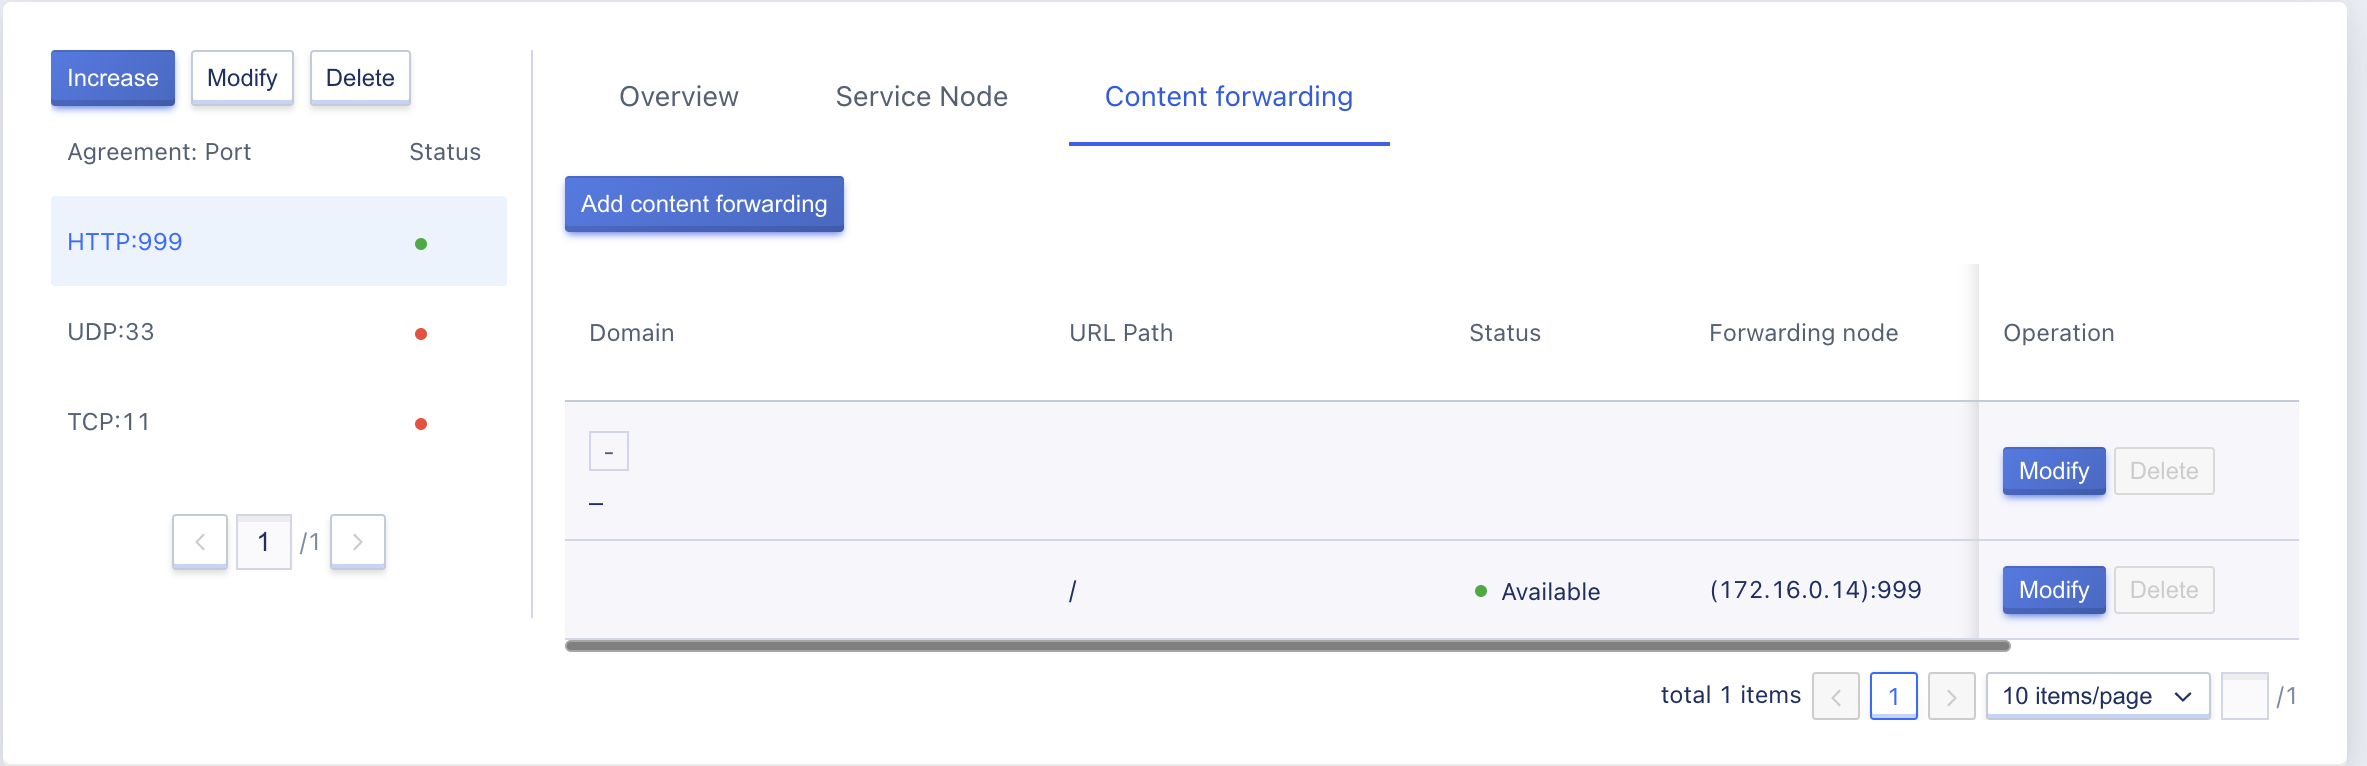 Increase Modify Delete
Agreement: Port Status
HTTP:999
UDP:33
TCP:11
1 /1
Overview Service Node Content forwarding
Add content forwarding
Domain URL Path Status Forwarding node Operation
-
–
Modify Delete
/ Available (172.16.0.14):999 Modify Delete
total 1 items 1 10 items/page /1